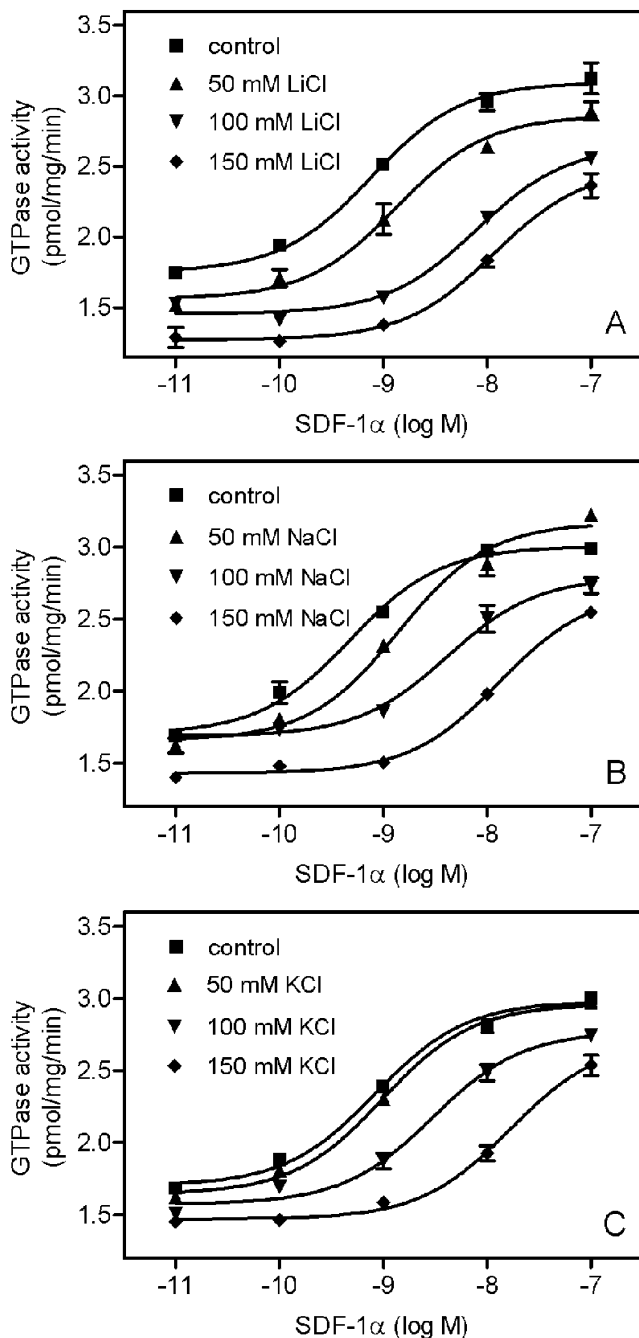 GTPase activity
(pmol/mg/min)
3.5
3.0
2.5
2.0
1.5
control
50 mM LiCl
100 mM LiCl
150 mM LiCl
A
-11 -10 -9 -8 -7
SDF-1α (log M)
GTPase activity
(pmol/mg/min)
3.5
3.0
2.5
2.0
1.5
control
50 mM NaCl
100 mM NaCl
150 mM NaCl
B
-11 -10 -9 -8 -7
SDF-1α (log M)
GTPase activity
(pmol/mg/min)
3.5
3.0
2.5
2.0
1.5
control
50 mM KCl
100 mM KCl
150 mM KCl
C
-11 -10 -9 -8 -7
SDF-1α (log M)